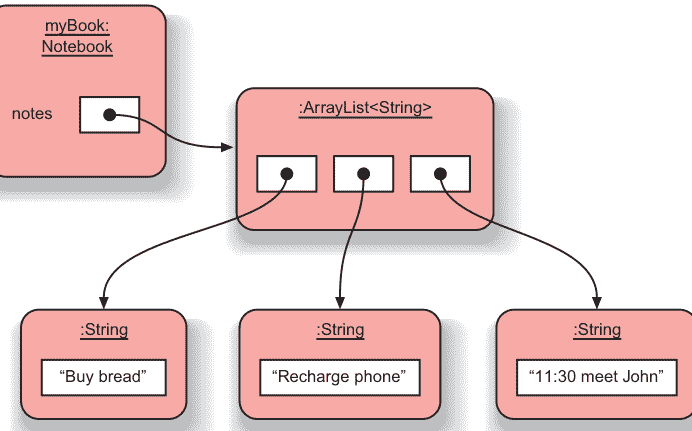 myBook:
Notebook
notes
:ArrayList<String>
:String
“Buy bread”
:String
“Recharge phone”
:String
“11:30 meet John”